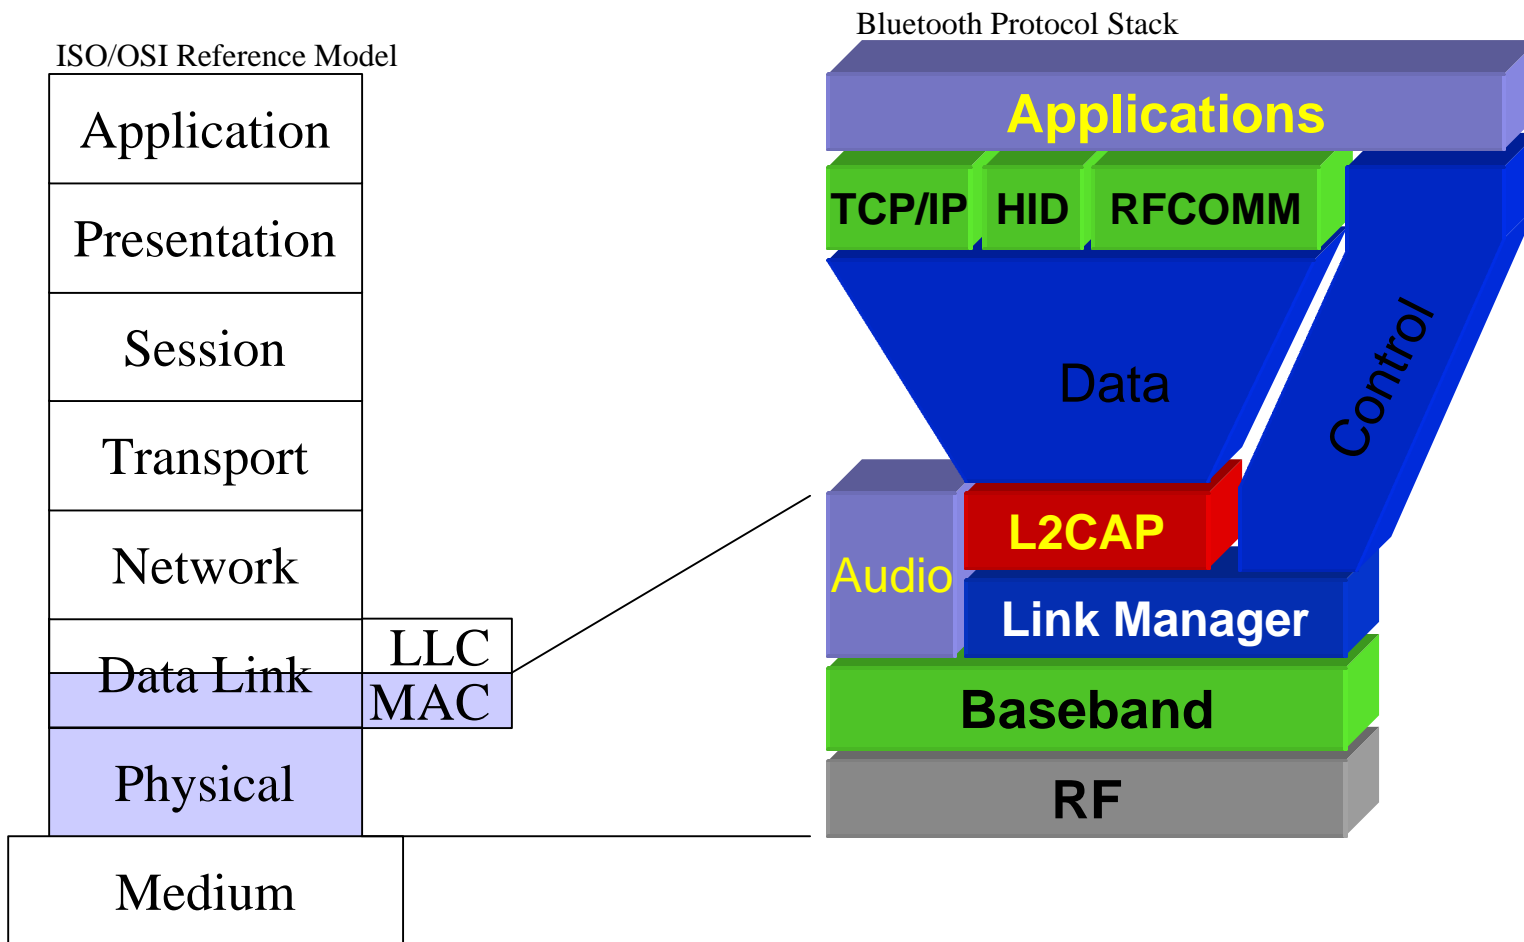 ISO/OSI Reference Model
Application
Presentation
Session
Transport
Network
Data Link
LLC
MAC
Physical
Medium
Bluetooth Protocol Stack
Applications
TCP/IP
HID
RFCOMM
Data
Control
Audio
L2CAP
Link Manager
Baseband
RF